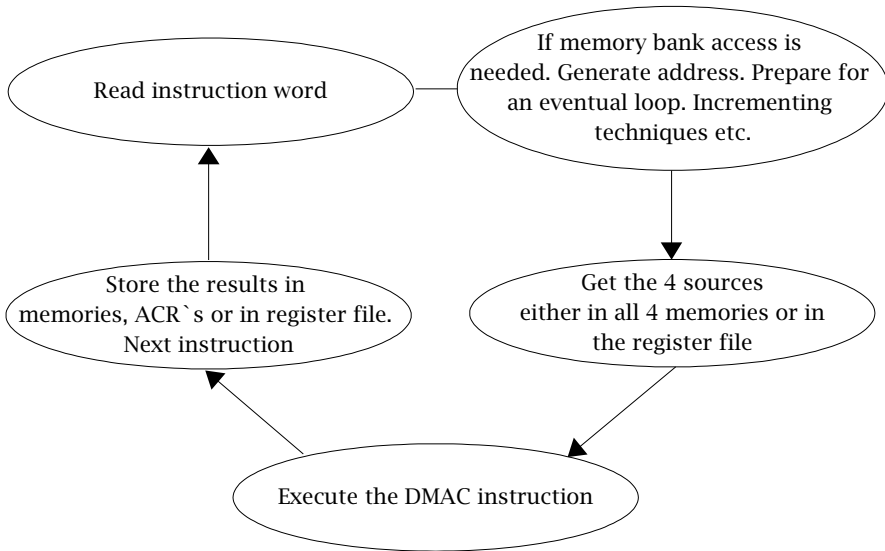 Read instruction word
If memory bank access is
needed. Generate address. Prepare for
an eventual loop. Incrementing
techniques etc.
Get the 4 sources
either in all 4 memories or in
the register file
Execute the DMAC instruction
Store the results in
memories, ACR`s or in register file.
Next instruction